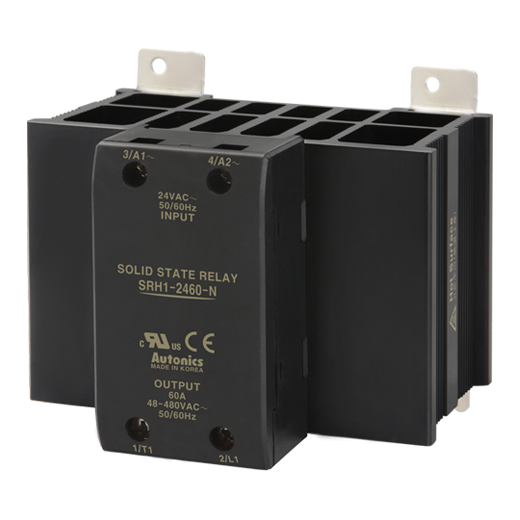 3/A1~ 4/A2~
24VAC~
50/60Hz
INPUT
SOLID STATE RELAY
SRH1-2460-N
c RU US CE
Autonics
MADE IN KOREA
OUTPUT
60A
48~480VAC~
50/60Hz
1/T1 2/L1
Hot Surface